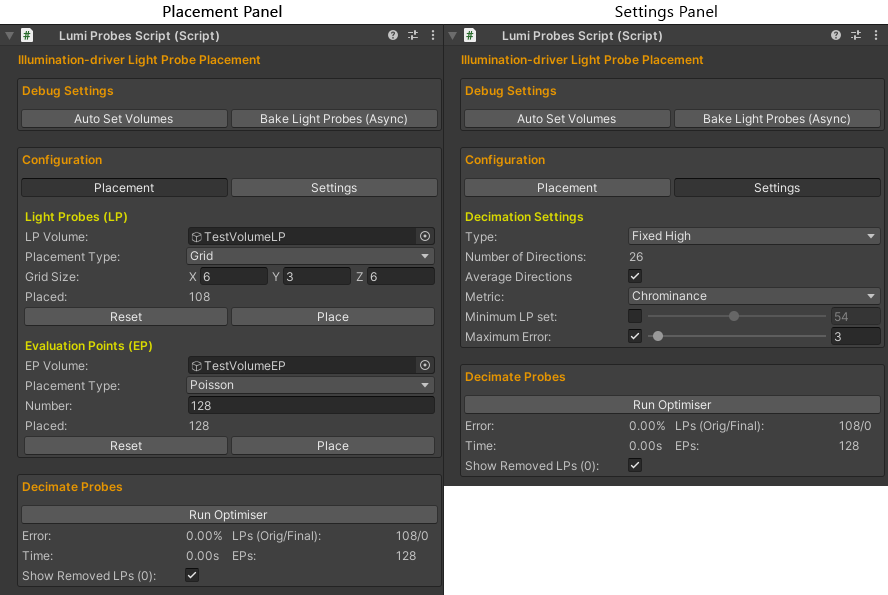 Placement Panel
Lumi Probes Script (Script)
Illumination-driver Light Probe Placement
Debug Settings
Auto Set Volumes Bake Light Probes (Async)
Configuration
Placement Settings
Light Probes (LP)
LP Volume: TestVolumeLP
Placement Type: Grid
Grid Size: X 6 Y 3 Z 6
Placed: 108
Reset Place
Evaluation Points (EP)
EP Volume: TestVolumeEP
Placement Type: Poisson
Number: 128
Placed: 128
Reset Place
Decimate Probes
Run Optimiser
Error: 0.00% LPs (Orig/Final): 108/0
Time: 0.00s EPs: 128
Show Removed LPs (0):
Settings Panel
Lumi Probes Script (Script)
Illumination-driver Light Probe Placement
Debug Settings
Auto Set Volumes Bake Light Probes (Async)
Configuration
Placement Settings
Decimation Settings
Type: Fixed High
Number of Directions: 26
Average Directions
Metric: Chrominance
Minimum LP set: 54
Maximum Error: 3
Decimate Probes
Run Optimiser
Error: 0.00% LPs (Orig/Final): 108/0
Time: 0.00s EPs: 128
Show Removed LPs (0):